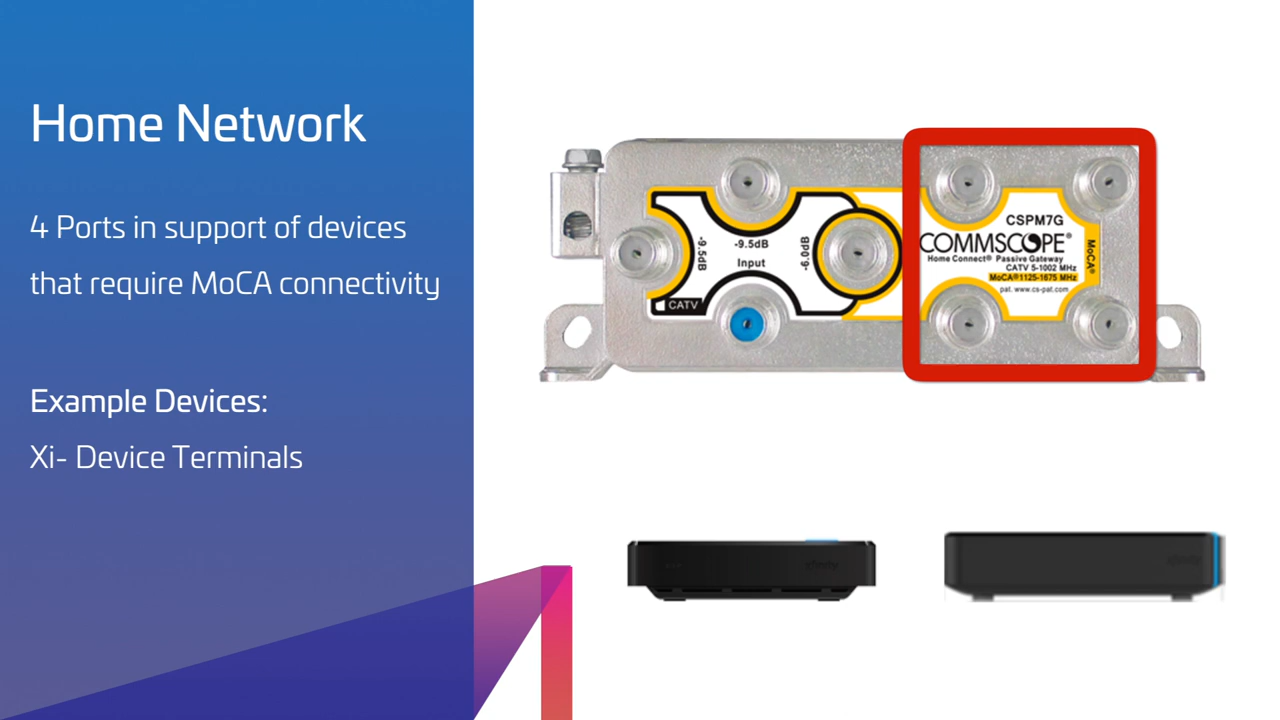 Home Network
4 Ports in support of devices
that require MoCA connectivity
Example Devices:
Xi- Device Terminals
-9.5dB
-9.5dB
Input
-9.0dB
CATV
CSPM7G
COMMSCOPE®
Home Connect® Passive Gateway
CATV 5-1002 MHz
MoCA®1125-1675 MHz
pat. www.cs-pat.com
MoCA®
xfinity